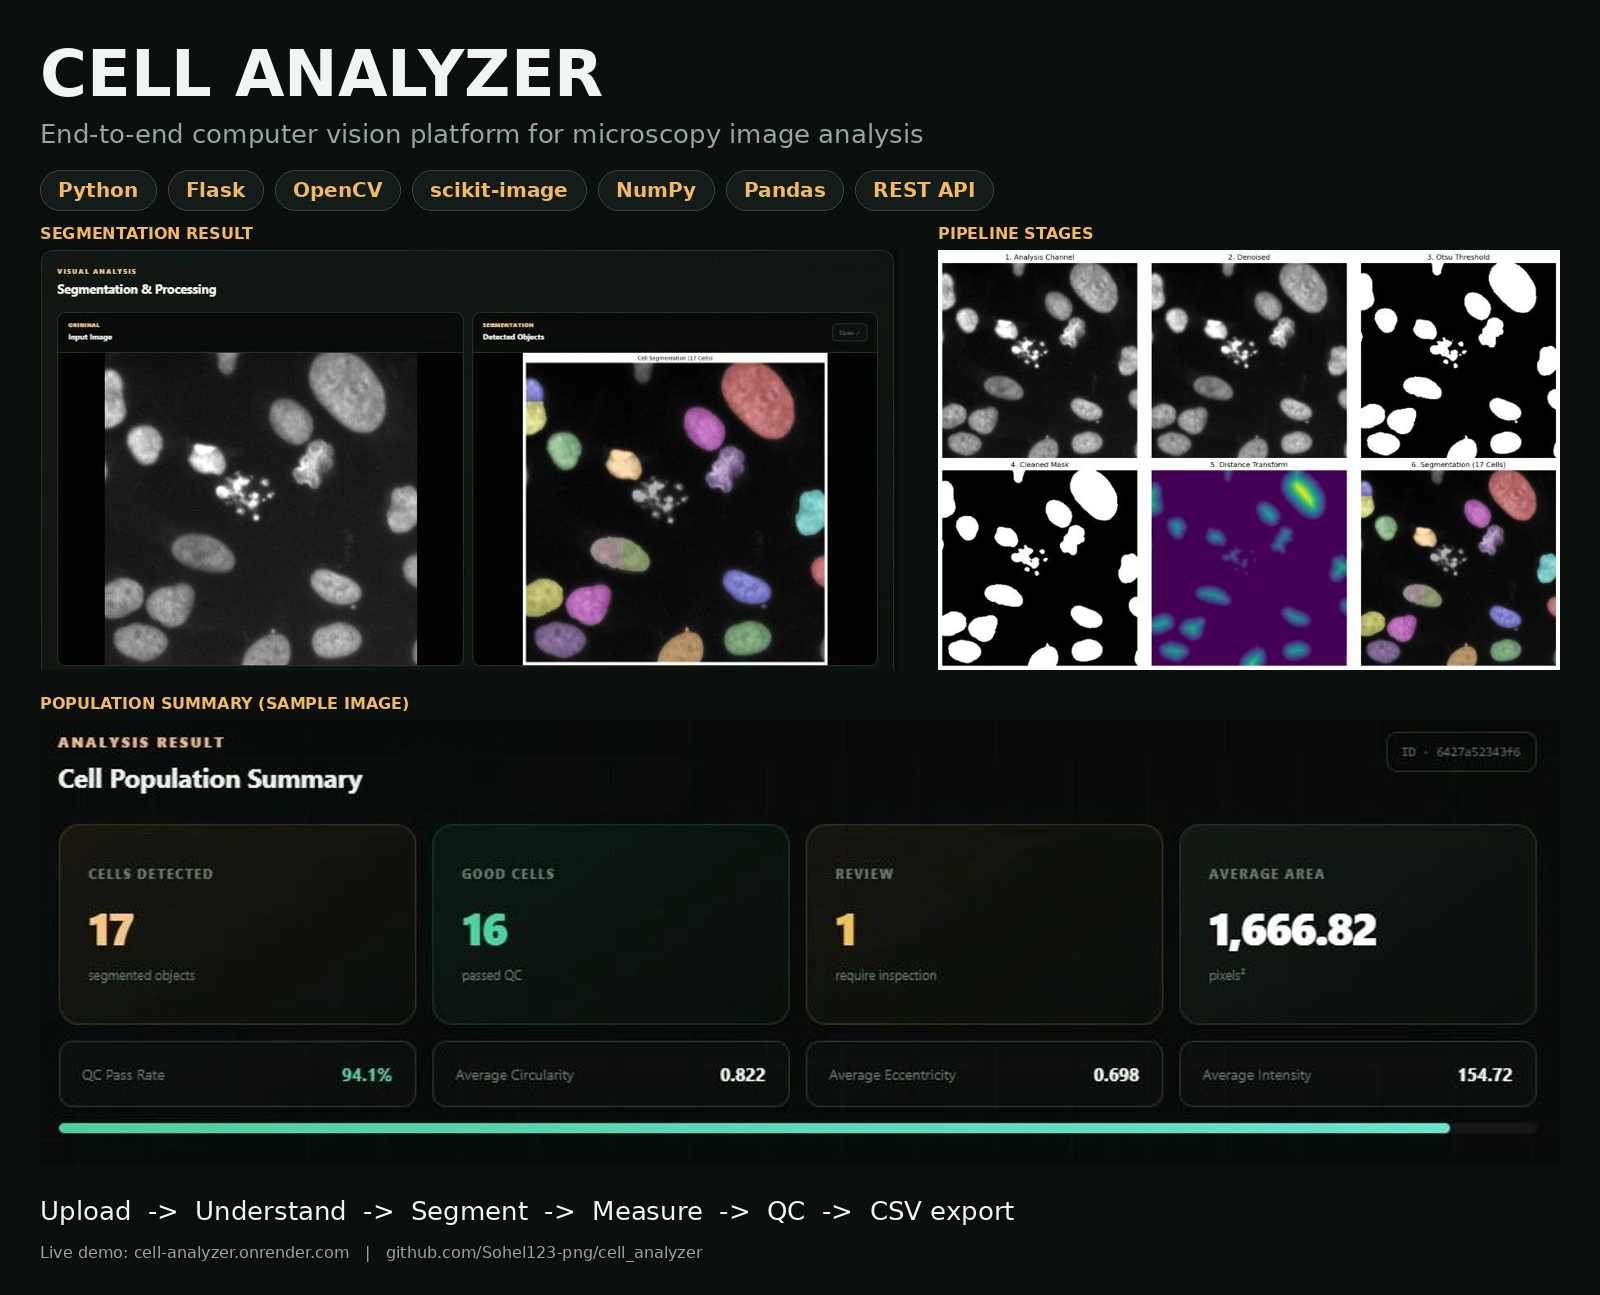 CELL ANALYZER
End-to-end computer vision platform for microscopy image analysis
Python Flask OpenCV scikit-image NumPy Pandas REST API
SEGMENTATION RESULT
VISUAL ANALYSIS
Segmentation & Processing
ORIGINAL
Input Image
SEGMENTATION
Detected Objects
Open ↗
Cell Segmentation (17 Cells)
PIPELINE STAGES
1. Analysis Channel
2. Denoised
3. Otsu Threshold
4. Cleaned Mask
5. Distance Transform
6. Segmentation (17 Cells)
POPULATION SUMMARY (SAMPLE IMAGE)
ANALYSIS RESULT
Cell Population Summary
ID · 6427a52343f6
CELLS DETECTED
17
segmented objects
GOOD CELLS
16
passed QC
REVIEW
1
require inspection
AVERAGE AREA
1,666.82
pixels²
QC Pass Rate 94.1%
Average Circularity 0.822
Average Eccentricity 0.698
Average Intensity 154.72
Upload -> Understand -> Segment -> Measure -> QC -> CSV export
Live demo: cell-analyzer.onrender.com | github.com/Sohel123-png/cell_analyzer